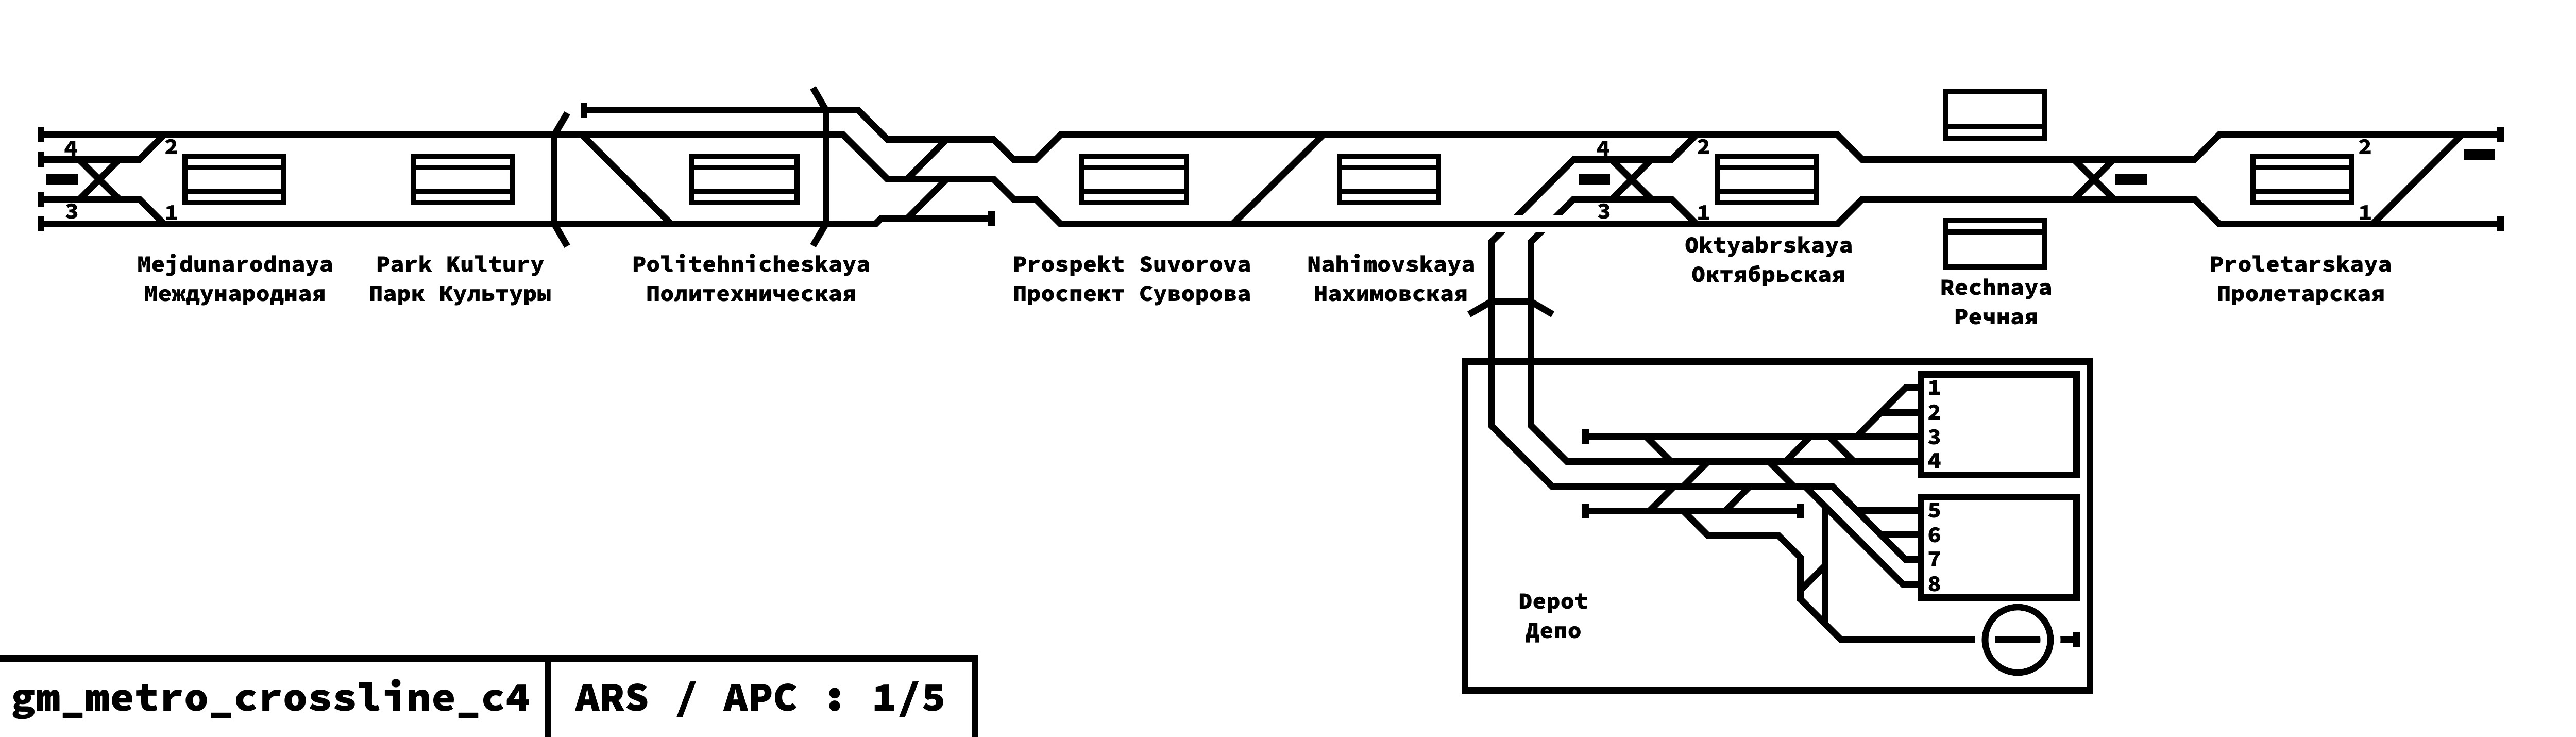 4
2
3
1
Mejdunarodnaya
Международная
Park Kultury
Парк Культуры
Politehnicheskaya
Политехническая
Prospekt Suvorova
Проспект Суворова
Nahimovskaya
Нахимовская
4
2
3
1
Oktyabrskaya
Октябрьская
Rechnaya
Речная
2
1
Proletarskaya
Пролетарская
1
2
3
4
5
6
7
8
Depot
Депо
gm_metro_crossline_c4
ARS / АРС : 1/5